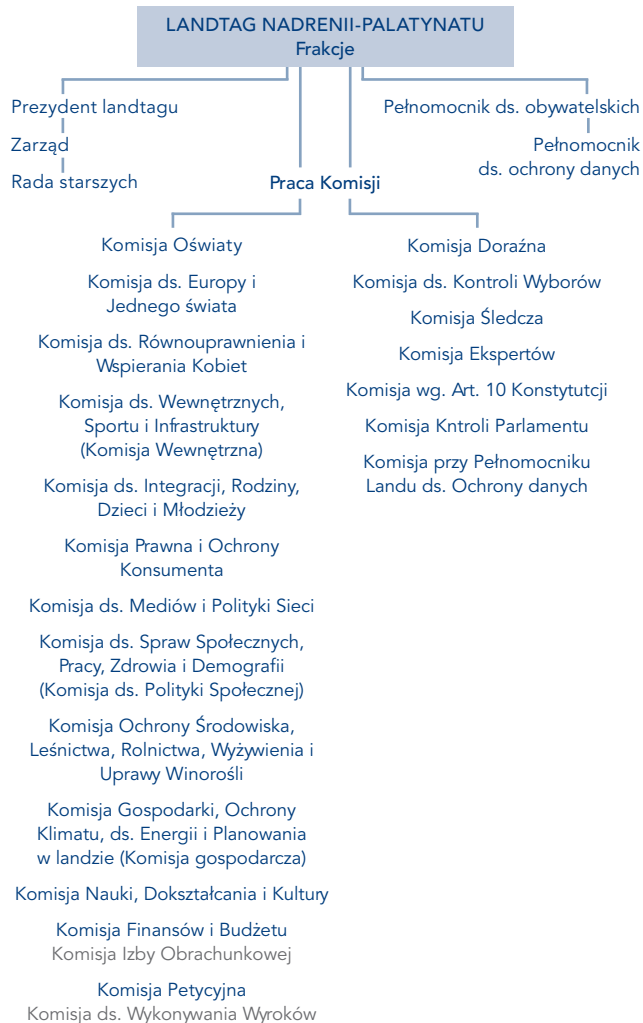 LANDTAG NADRENII-PALATYNATU
Frakcje
Prezydent landtagu
Zarząd
Rada starszych
Pełnomocnik ds. obywatelskich
Pełnomocnik
ds. ochrony danych
Praca Komisji
Komisja Oświaty
Komisja ds. Europy i
Jednego świata
Komisja ds. Równouprawnienia i
Wspierania Kobiet
Komisja ds. Wewnętrznych,
Sportu i Infrastruktury
(Komisja Wewnętrzna)
Komisja ds. Integracji, Rodziny,
Dzieci i Młodzieży
Komisja Prawna i Ochrony
Konsumenta
Komisja ds. Mediów i Polityki Sieci
Komisja ds. Spraw Społecznych,
Pracy, Zdrowia i Demografii
(Komisja ds. Polityki Społecznej)
Komisja Ochrony Środowiska,
Leśnictwa, Rolnictwa, Wyżywienia i
Uprawy Winorośli
Komisja Gospodarki, Ochrony
Klimatu, ds. Energii i Planowania
w landzie (Komisja gospodarcza)
Komisja Nauki, Dokształcania i Kultury
Komisja Finansów i Budżetu
Komisja Izby Obrachunkowej
Komisja Petycyjna
Komisja ds. Wykonywania Wyroków
Komisja Doraźna
Komisja ds. Kontroli Wyborów
Komisja Śledcza
Komisja Ekspertów
Komisja wg. Art. 10 Konstytutcji
Komisja Kntroli Parlamentu
Komisja przy Pełnomocniku
Landu ds. Ochrony danych